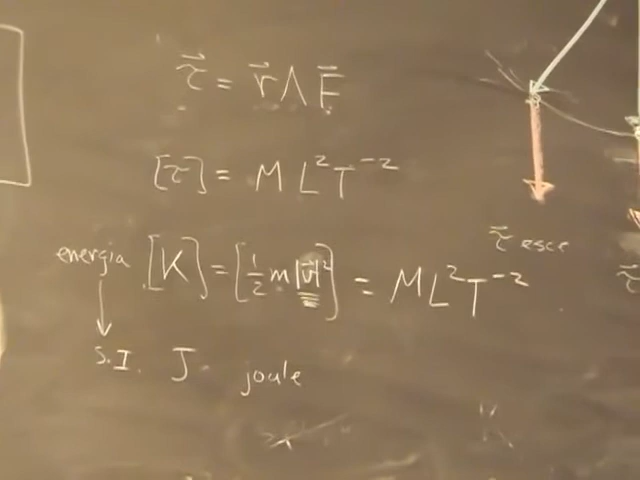 τ⃗ = r⃗ Λ F⃗
[τ] = M L² T⁻²
energia [K] = [½ m |v⃗|²] = M L² T⁻²
τ⃗ esce
S.I. J. joule
τ⃗